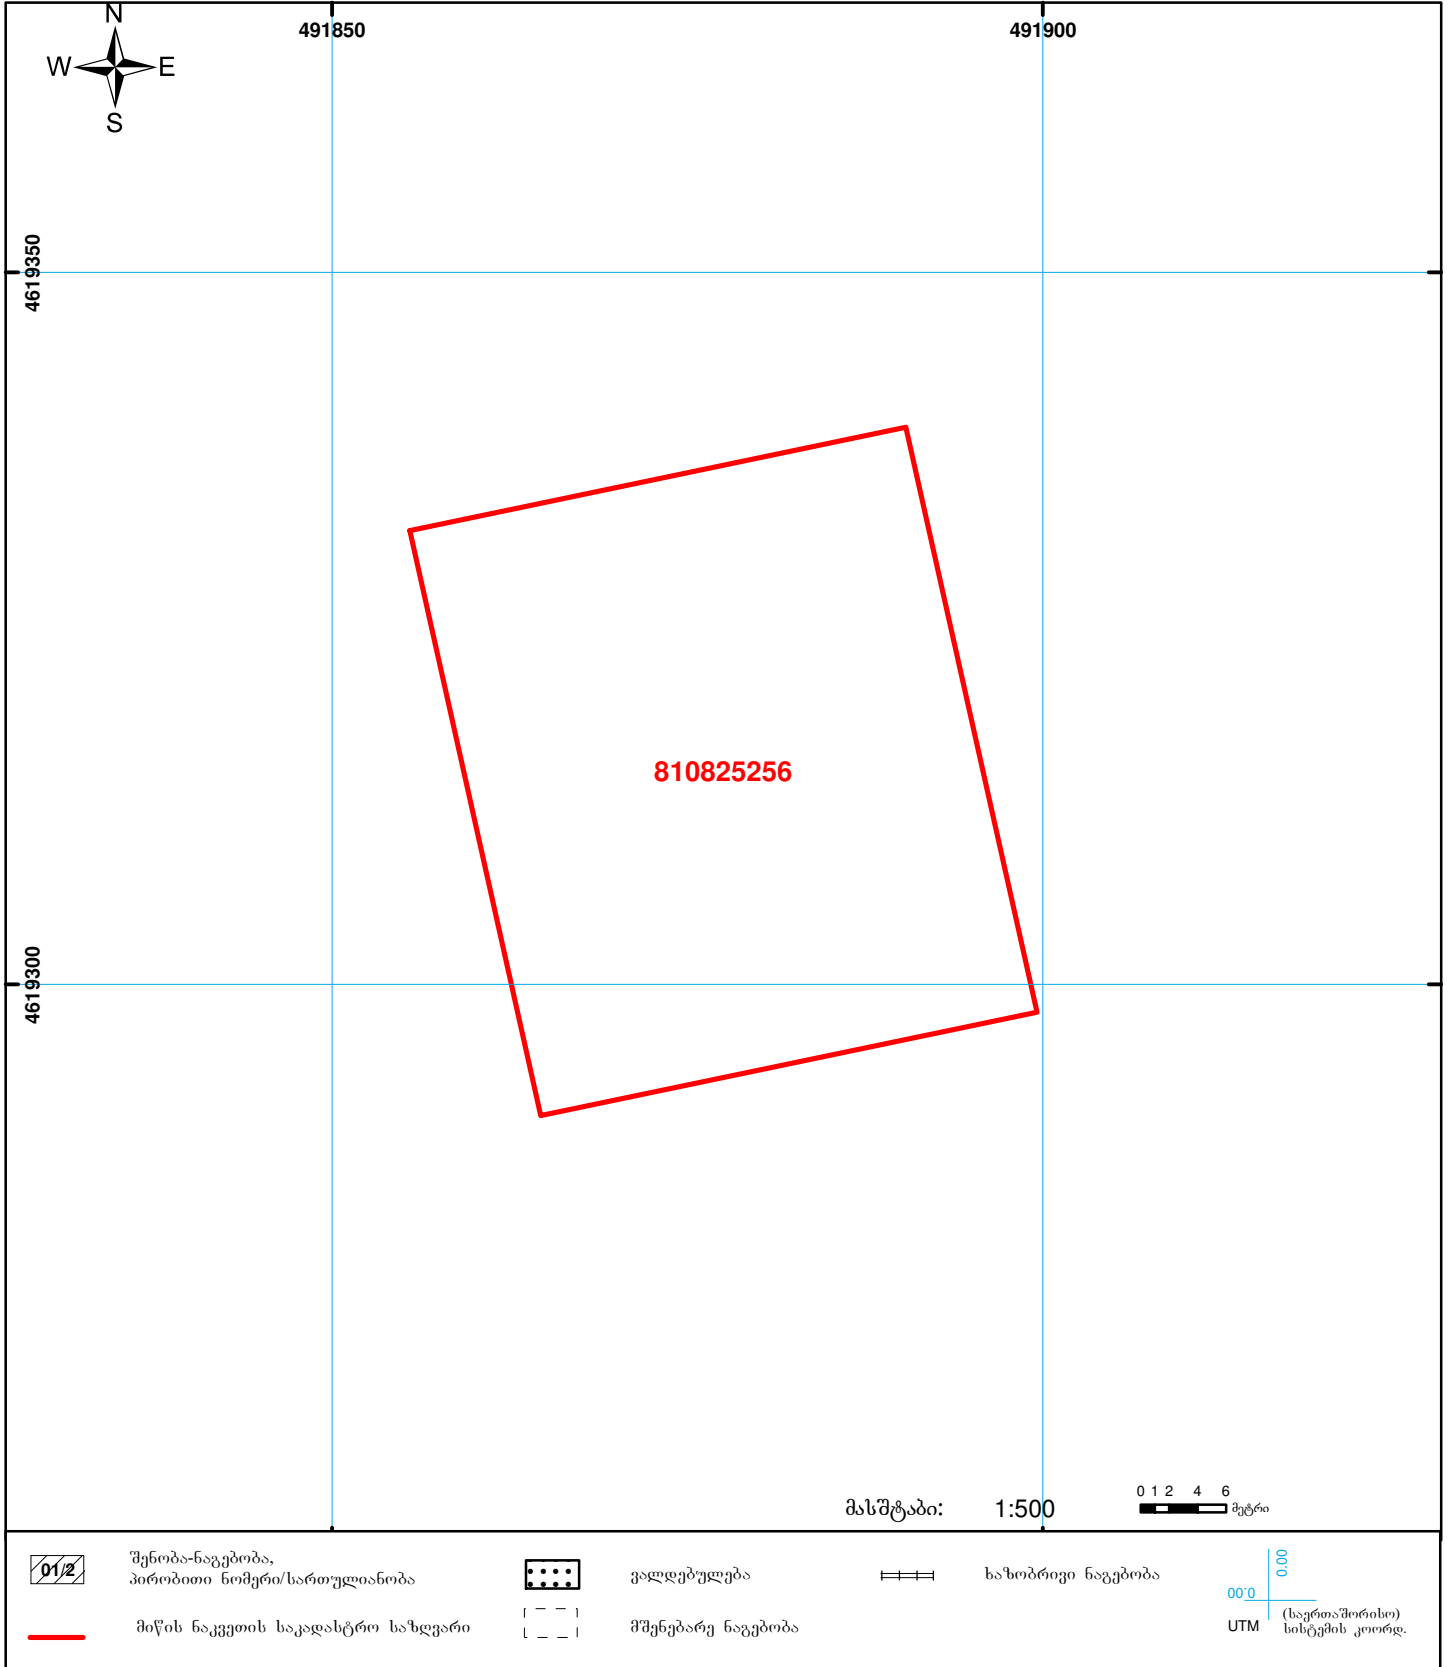 N
W E
S
491850
491900
4619350
4619300
810825256
მასშტაბი: 1:500
0 1 2 4 6
მეტრი
01/2
შენობა-ნაგებობა,
პირობითი ნომერი/სართულიანობა
ვალდებულება
ხაზობრივი ნაგებობა
მიწის ნაკვეთის საკადასტრო საზღვარი
მშენებარე ნაგებობა
00.0
00.0
UTM
(საერთაშორისო)
სისტემის კოორდ.